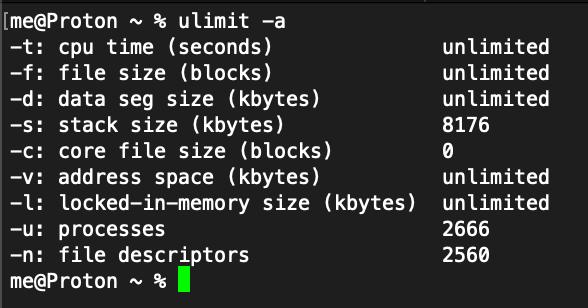 [me@Proton ~ % ulimit -a
-t: cpu time (seconds)              unlimited
-f: file size (blocks)              unlimited
-d: data seg size (kbytes)          unlimited
-s: stack size (kbytes)             8176
-c: core file size (blocks)         0
-v: address space (kbytes)          unlimited
-l: locked-in-memory size (kbytes)  unlimited
-u: processes                       2666
-n: file descriptors                2560
me@Proton ~ %